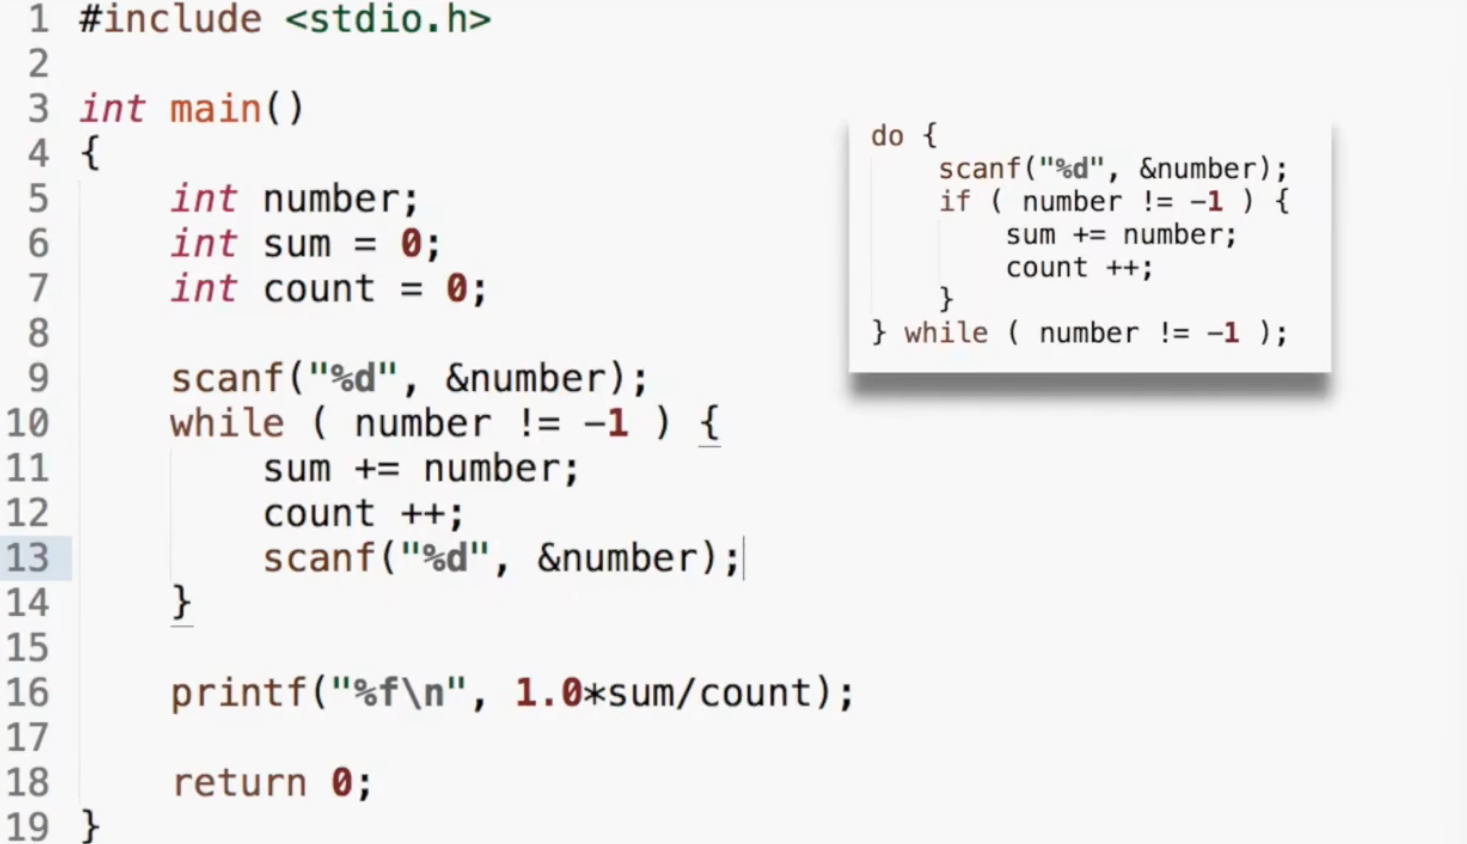 1 #include <stdio.h>
2
3 int main()
4 {
5 int number;
6 int sum = 0;
7 int count = 0;
8
9 scanf("%d", &number);
10 while ( number != -1 ) {
11 sum += number;
12 count ++;
13 scanf("%d", &number);
14 }
15
16 printf("%f\n", 1.0*sum/count);
17
18 return 0;
19 }
do {
scanf("%d", &number);
if ( number != -1 ) {
sum += number;
count ++;
}
} while ( number != -1 );